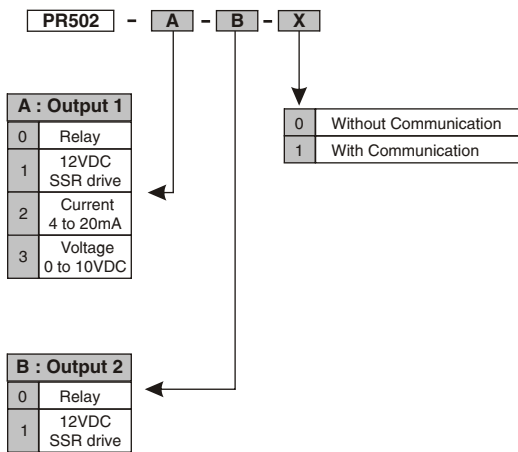 PR502 - A - B - X
A : Output 1
0 Relay
1 12VDC
SSR drive
2 Current
4 to 20mA
3 Voltage
0 to 10VDC
0 Without Communication
1 With Communication
B : Output 2
0 Relay
1 12VDC
SSR drive